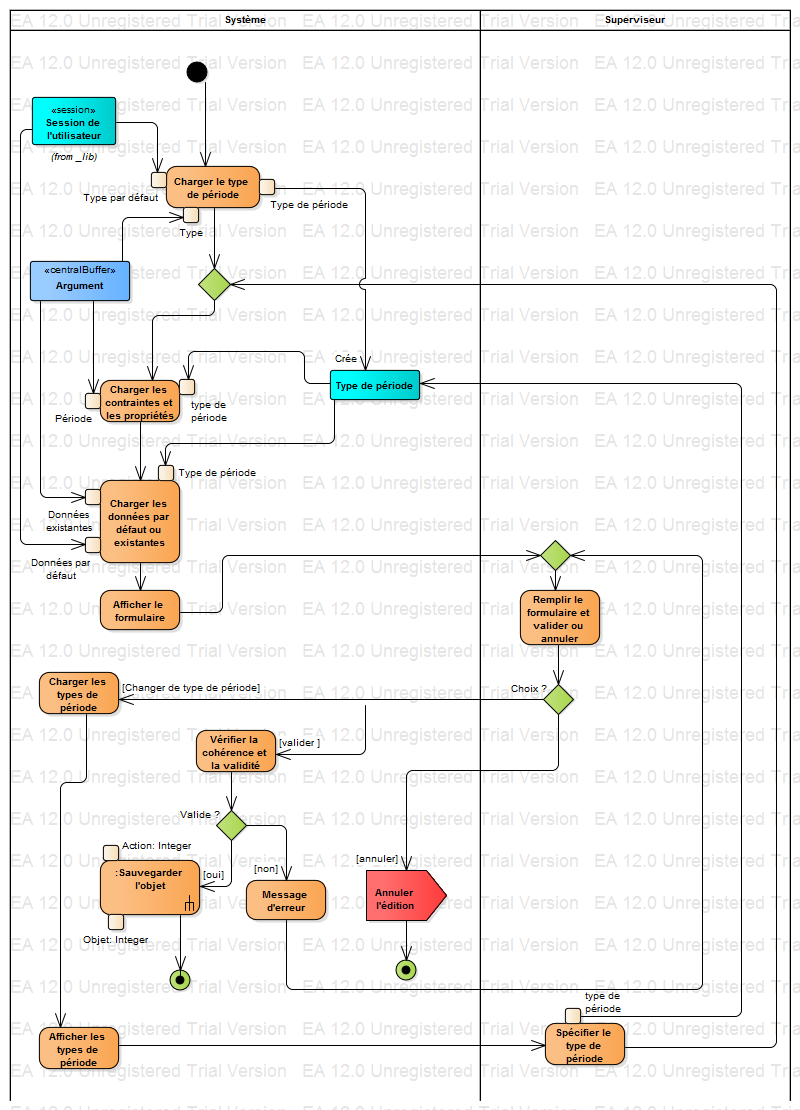 Système
Superviseur
EA 12.0 Unregistered Trial Version
«session»
Session de
l'utilisateur
(from _lib)
Charger le type
de période
Type par défaut
Type de période
Type
«centralBuffer»
Argument
Crée
Type de période
Charger les
contraintes et
les propriétés
Période
type de
période
Type de période
Charger les
données par
défaut ou
existantes
Données
existantes
Données par
défaut
Afficher le
formulaire
Remplir le
formulaire et
valider ou
annuler
Charger les
types de
période
[Changer de type de période]
Choix ?
Vérifier la
cohérence et
la validité
[valider ]
Valide ?
Action: Integer
:Sauvegarder
l'objet
[oui]
[non]
[annuler]
Message
d'erreur
Annuler
l'édition
Objet: Integer
type de
période
Afficher les
types de
période
Spécifier le
type de
période